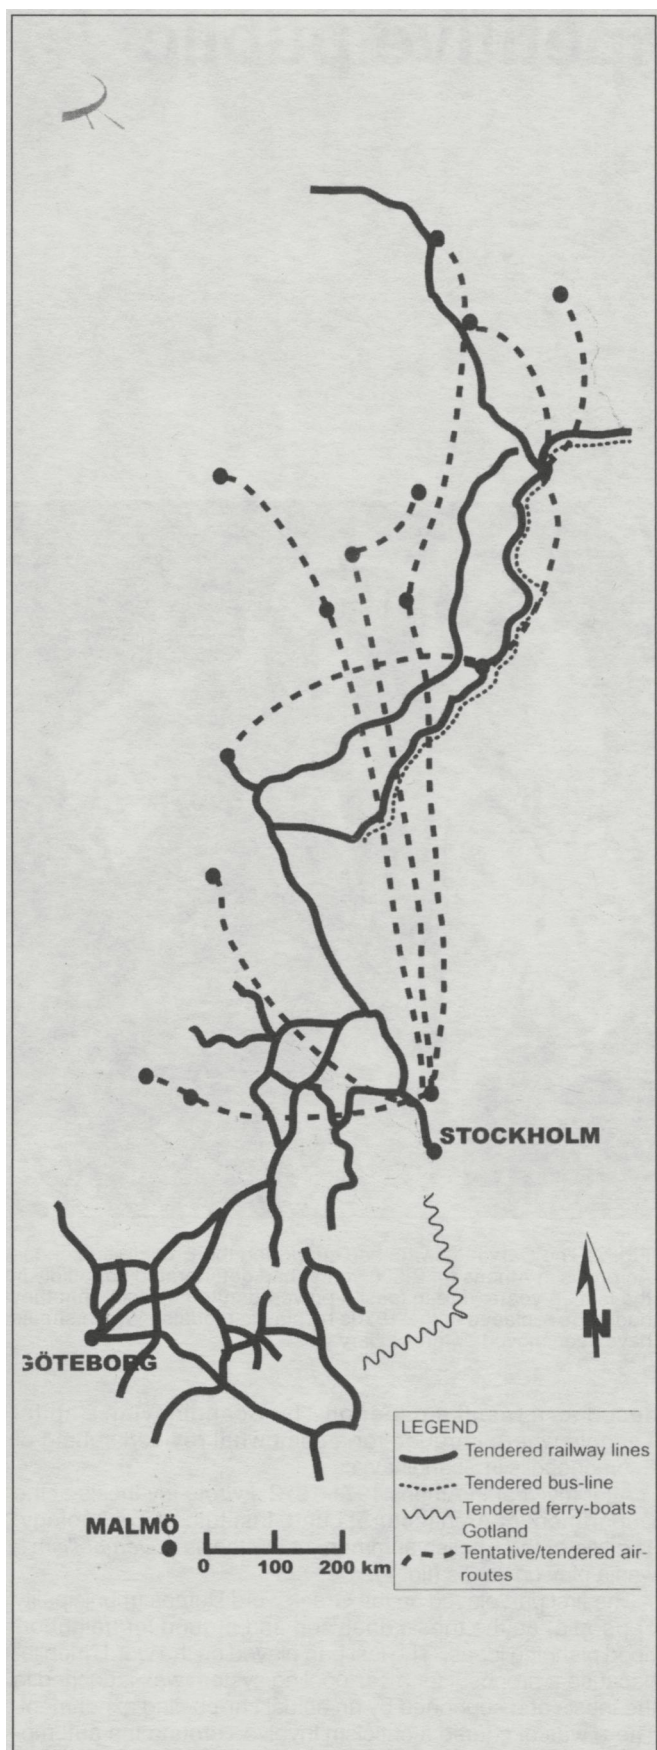 STOCKHOLM
N
GÖTEBORG
LEGEND
Tendered railway lines
Tendered bus-line
Tendered ferry-boats
Gotland
Tentative/tendered air-
routes
MALMÖ
0 100 200 km